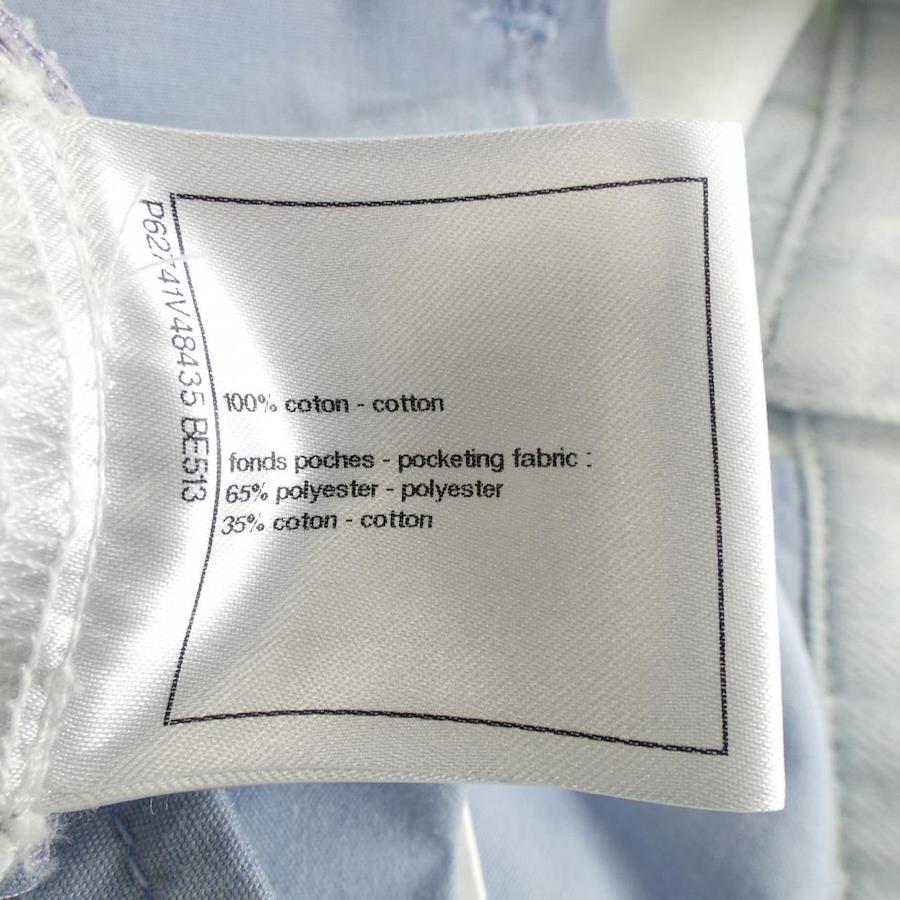 P62741V48435 BE513
100% coton - cotton
fonds poches - pocketing fabric :
65% polyester - polyester
35% coton - cotton